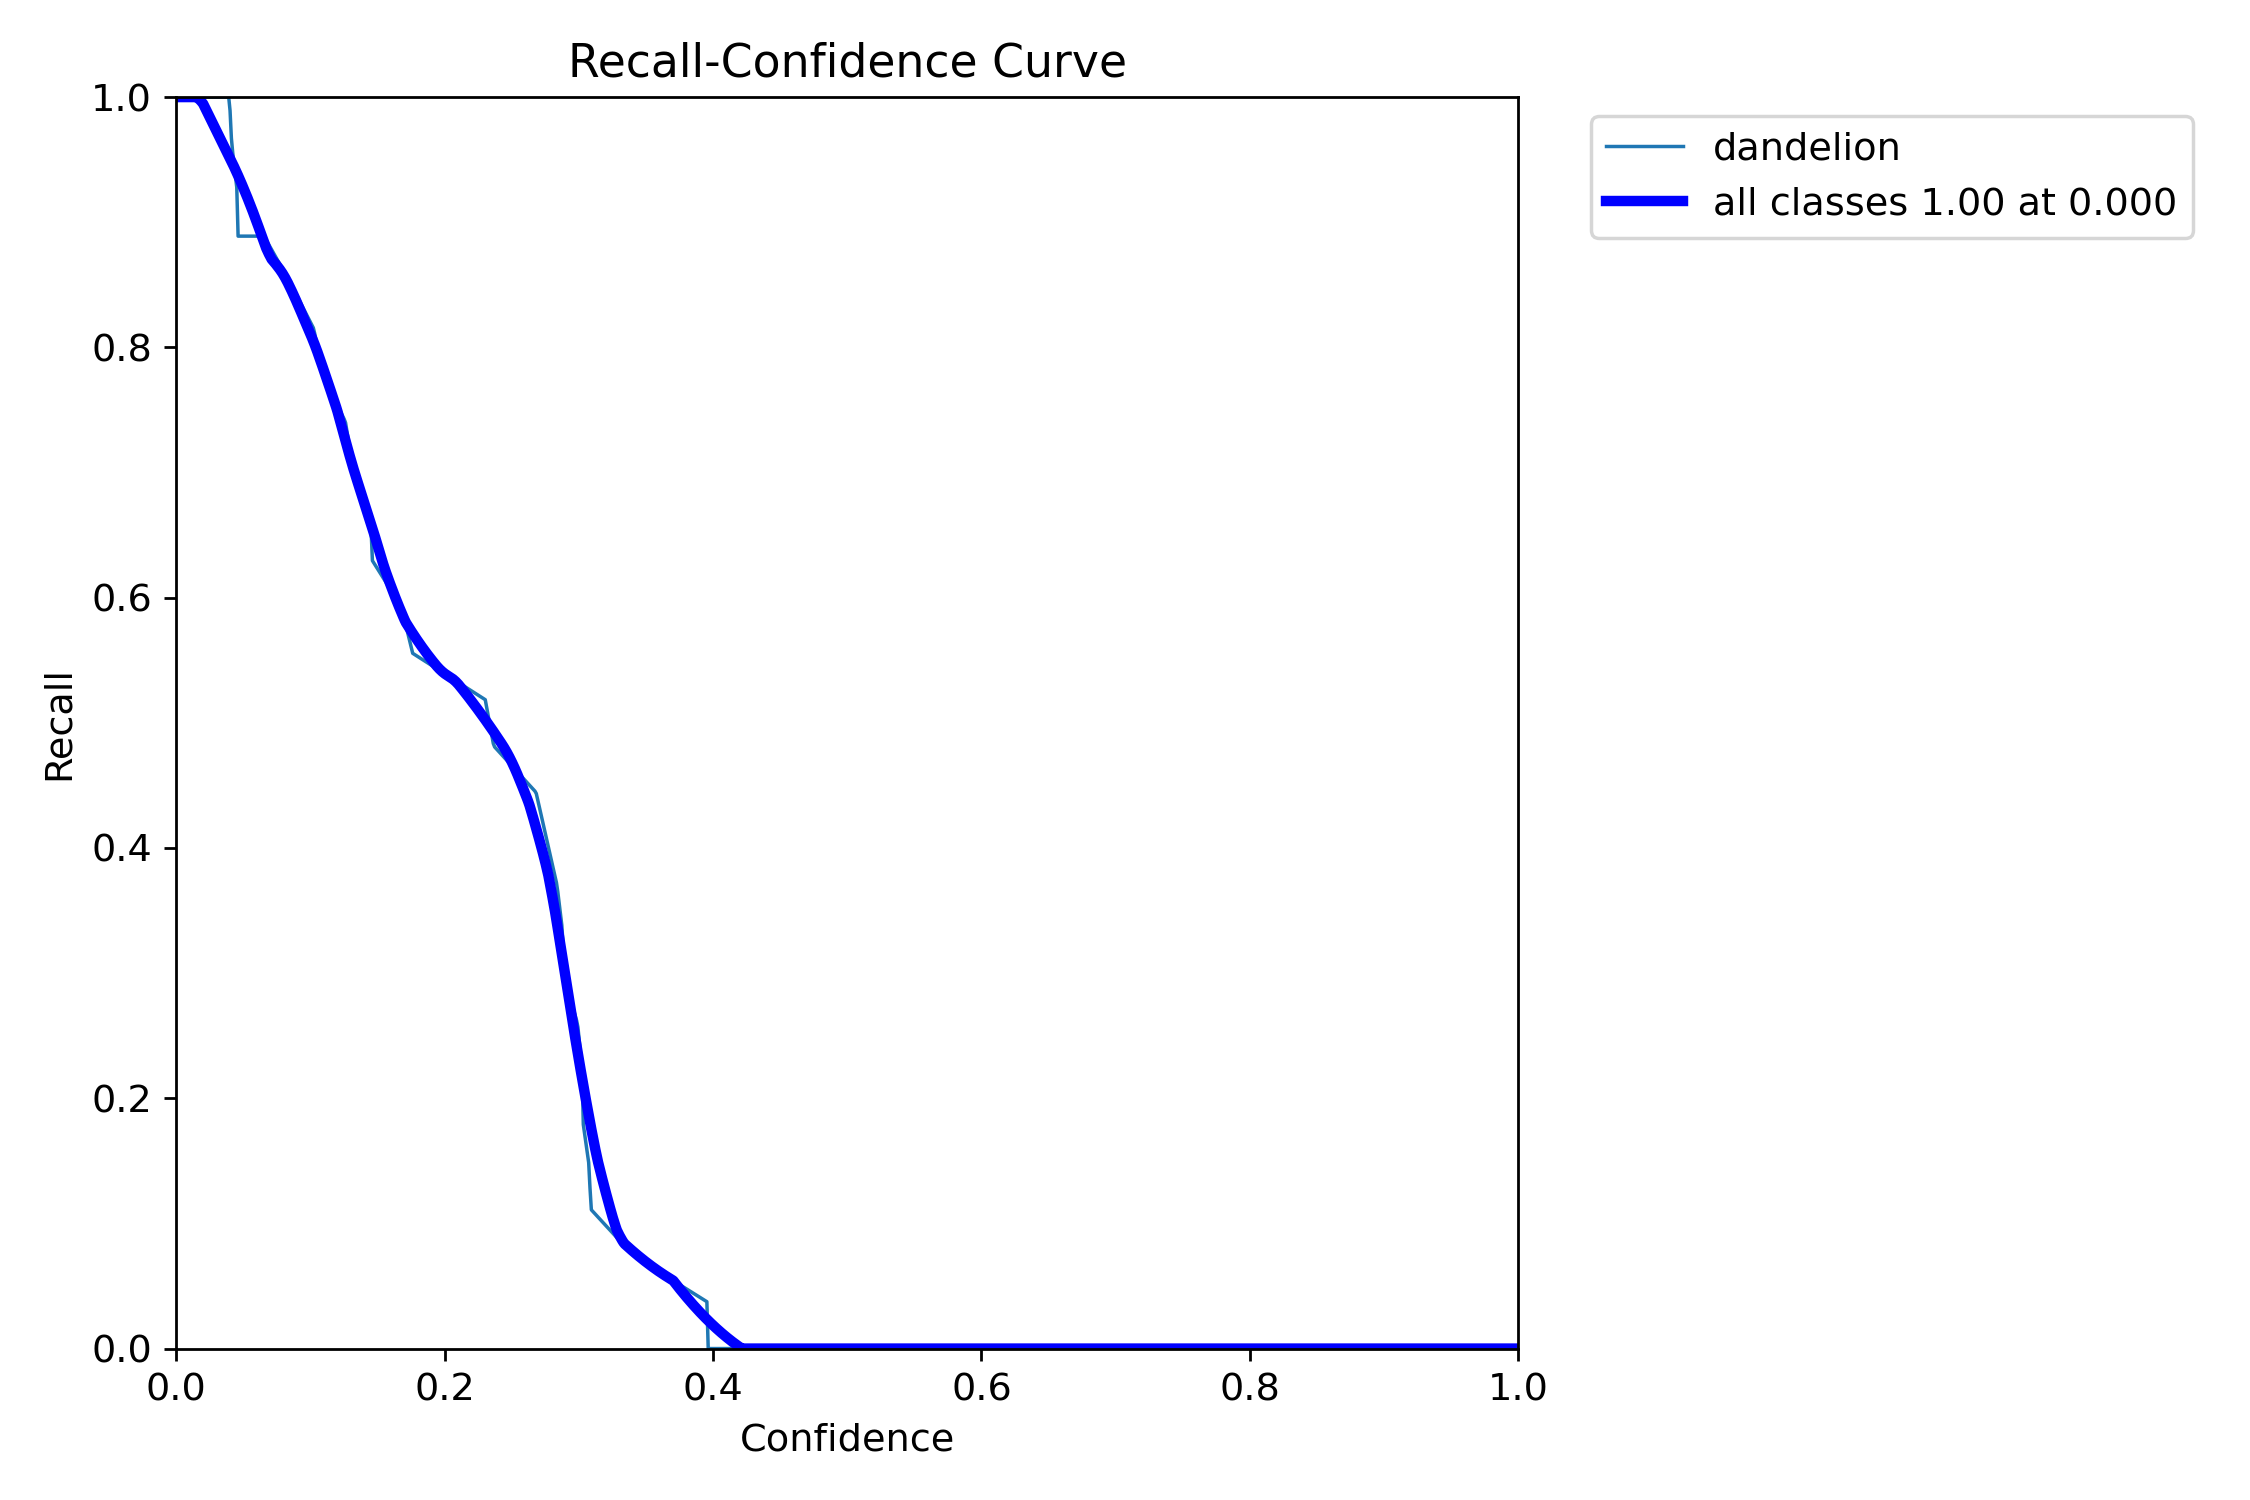 Recall-Confidence Curve
dandelion
all classes 1.00 at 0.000
Recall
1.0
0.8
0.6
0.4
0.2
0.0
0.0 0.2 0.4 0.6 0.8 1.0
Confidence